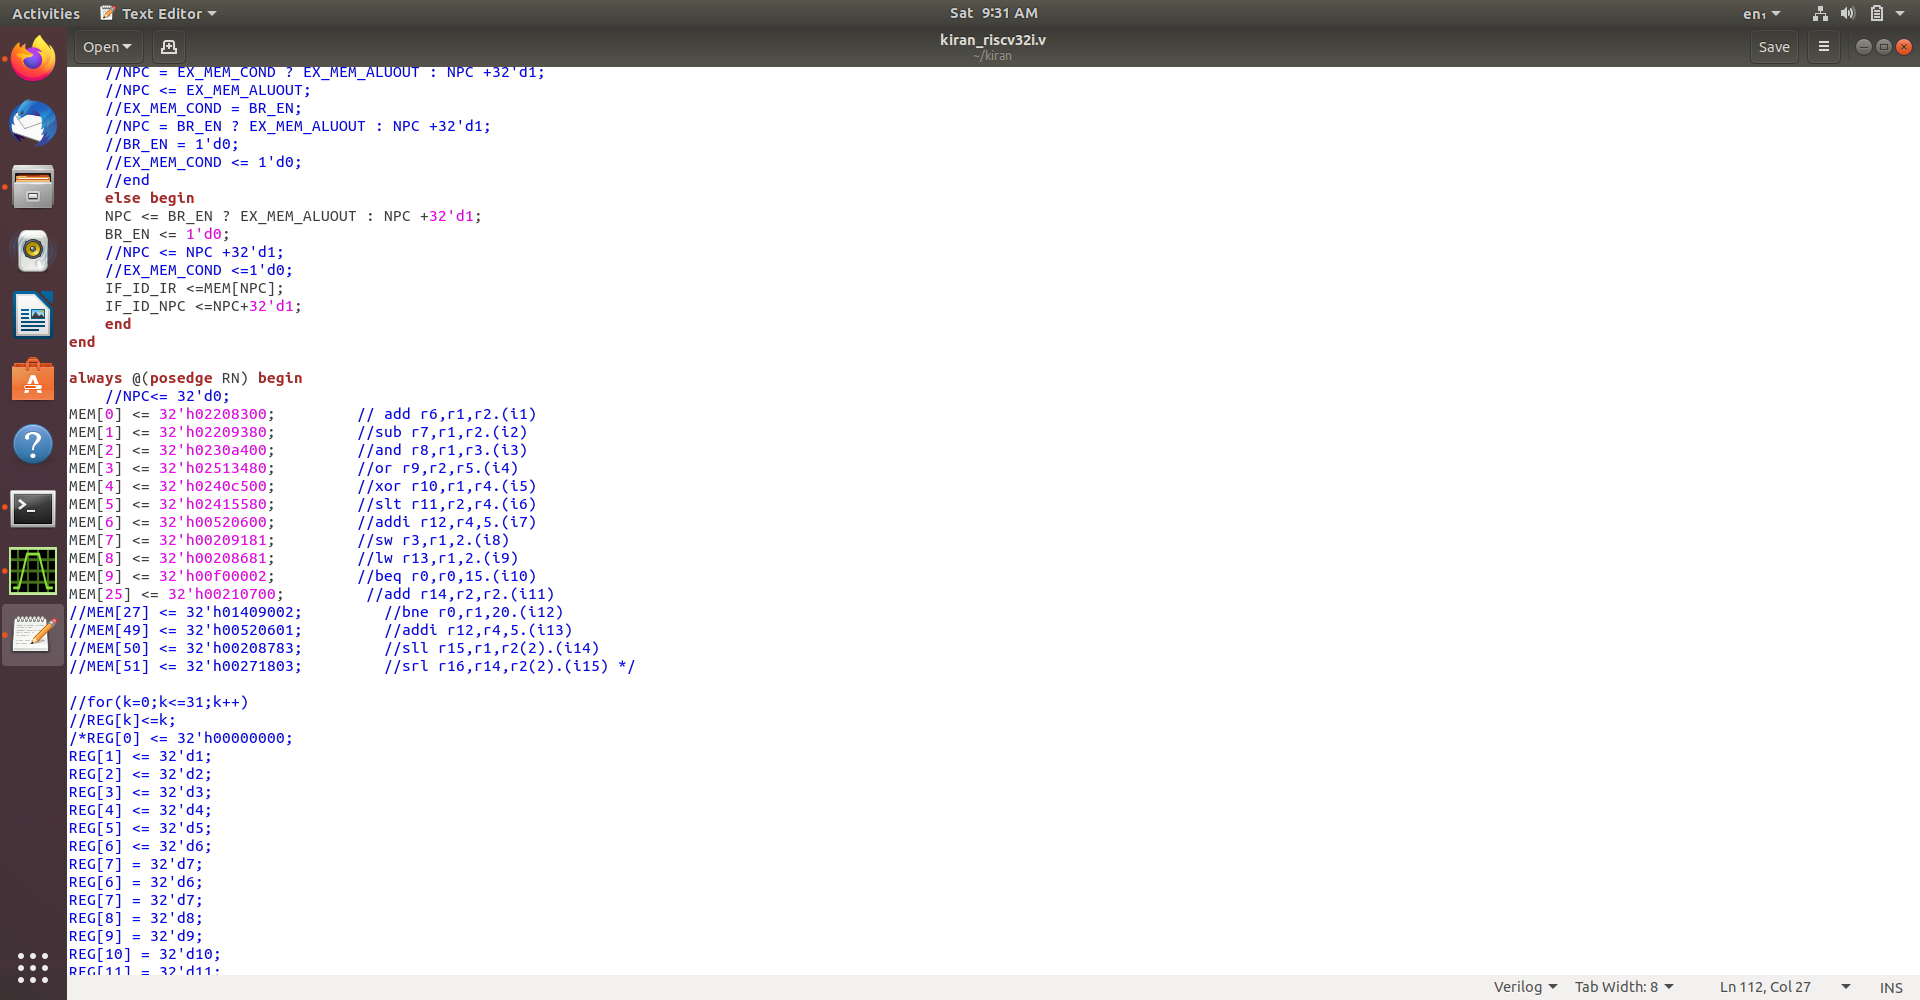 Activities
Text Editor
Sat 9:31 AM
en₁
Open
kiran_riscv32i.v
~/kiran
Save
//NPC = EX_MEM_COND ? EX_MEM_ALUOUT : NPC +32'd1;
//NPC <= EX_MEM_ALUOUT;
//EX_MEM_COND = BR_EN;
//NPC = BR_EN ? EX_MEM_ALUOUT : NPC +32'd1;
//BR_EN = 1'd0;
//EX_MEM_COND <= 1'd0;
//end
else begin
NPC <= BR_EN ? EX_MEM_ALUOUT : NPC +32'd1;
BR_EN <= 1'd0;
//NPC <= NPC +32'd1;
//EX_MEM_COND <=1'd0;
IF_ID_IR <=MEM[NPC];
IF_ID_NPC <=NPC+32'd1;
end
end
always @(posedge RN) begin
//NPC<= 32'd0;
MEM[0] <= 32'h02208300; // add r6,r1,r2.(i1)
MEM[1] <= 32'h02209380; //sub r7,r1,r2.(i2)
MEM[2] <= 32'h0230a400; //and r8,r1,r3.(i3)
MEM[3] <= 32'h02513480; //or r9,r2,r5.(i4)
MEM[4] <= 32'h0240c500; //xor r10,r1,r4.(i5)
MEM[5] <= 32'h02415580; //slt r11,r2,r4.(i6)
MEM[6] <= 32'h00520600; //addi r12,r4,5.(i7)
MEM[7] <= 32'h00209181; //sw r3,r1,2.(i8)
MEM[8] <= 32'h00208681; //lw r13,r1,2.(i9)
MEM[9] <= 32'h00f00002; //beq r0,r0,15.(i10)
MEM[25] <= 32'h00210700; //add r14,r2,r2.(i11)
//MEM[27] <= 32'h01409002; //bne r0,r1,20.(i12)
//MEM[49] <= 32'h00520601; //addi r12,r4,5.(i13)
//MEM[50] <= 32'h00208783; //sll r15,r1,r2(2).(i14)
//MEM[51] <= 32'h00271803; //srl r16,r14,r2(2).(i15) */
//for(k=0;k<=31;k++)
//REG[k]<=k;
/*REG[0] <= 32'h00000000;
REG[1] <= 32'd1;
REG[2] <= 32'd2;
REG[3] <= 32'd3;
REG[4] <= 32'd4;
REG[5] <= 32'd5;
REG[6] <= 32'd6;
REG[7] = 32'd7;
REG[6] = 32'd6;
REG[7] = 32'd7;
REG[8] = 32'd8;
REG[9] = 32'd9;
REG[10] = 32'd10;
REG[11] = 32'd11;
Verilog
Tab Width: 8
Ln 112, Col 27
INS